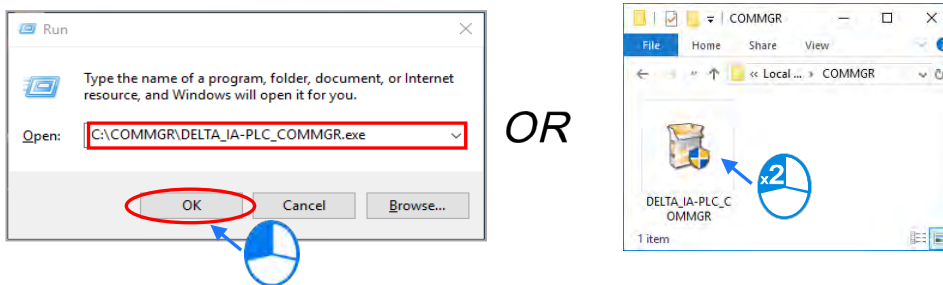 Run
Type the name of a program, folder, document, or Internet
resource, and Windows will open it for you.
Open: C:\COMMGR\DELTA_IA-PLC_COMMGR.exe
OK Cancel Browse...
OR
COMMGR
File Home Share View
« Local ... > COMMGR
x2
DELTA_IA-PLC_C
OMMGR
1 item